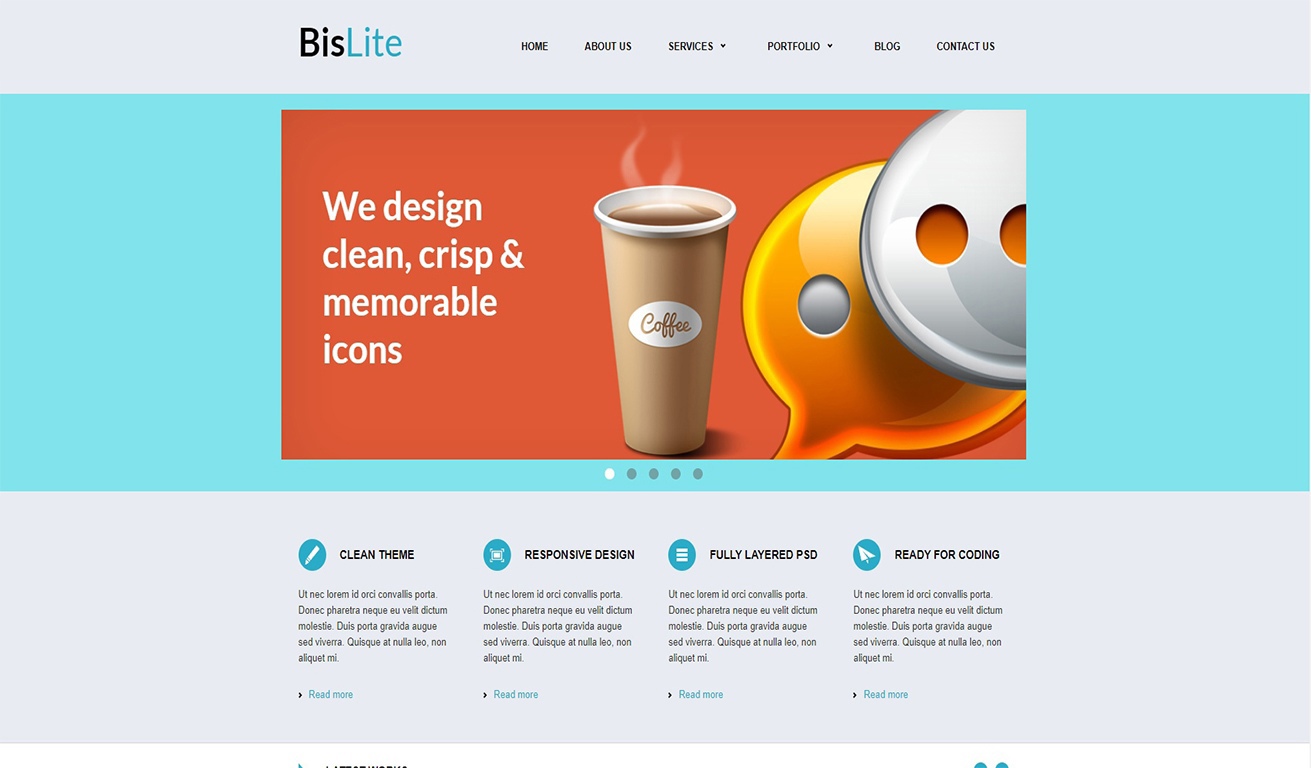 BisLite
HOME ABOUT US SERVICES PORTFOLIO BLOG CONTACT US
We design
clean, crisp &
memorable
icons
Coffee
CLEAN THEME
Ut nec lorem id orci convallis porta.
Donec pharetra neque eu velit dictum
molestie. Duis porta gravida augue
sed viverra. Quisque at nulla leo, non
aliquet mi.
Read more
RESPONSIVE DESIGN
Ut nec lorem id orci convallis porta.
Donec pharetra neque eu velit dictum
molestie. Duis porta gravida augue
sed viverra. Quisque at nulla leo, non
aliquet mi.
Read more
FULLY LAYERED PSD
Ut nec lorem id orci convallis porta.
Donec pharetra neque eu velit dictum
molestie. Duis porta gravida augue
sed viverra. Quisque at nulla leo, non
aliquet mi.
Read more
READY FOR CODING
Ut nec lorem id orci convallis porta.
Donec pharetra neque eu velit dictum
molestie. Duis porta gravida augue
sed viverra. Quisque at nulla leo, non
aliquet mi.
Read more